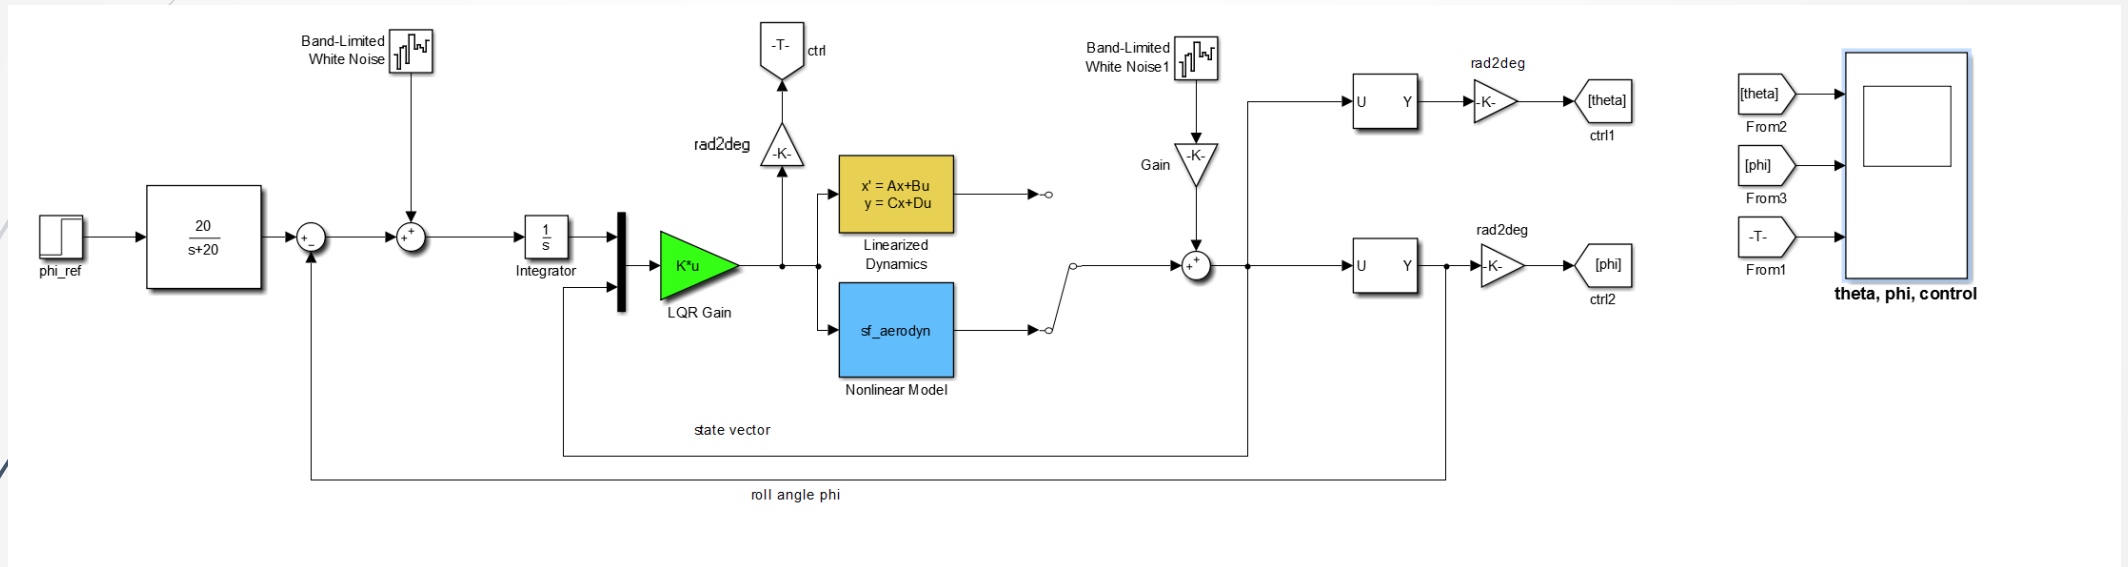 Band-Limited
White Noise
-T-
ctrl
rad2deg
-K-
Band-Limited
White Noise1
-K-
Gain
U Y
rad2deg
-K-
[theta]
ctrl1
[theta]
From2
[phi]
From3
-T-
From1
theta, phi, control
phi_ref
20
s+20
+
-
+
+
1
s
Integrator
K*u
LQR Gain
x' = Ax+Bu
y = Cx+Du
Linearized
Dynamics
sf_aerodyn
Nonlinear Model
+
+
U Y
rad2deg
-K-
[phi]
ctrl2
state vector
roll angle phi